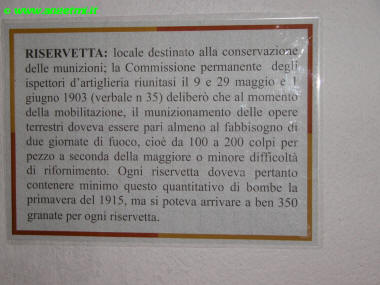 RISERVETTA: locale destinato alla conservazione
delle munizioni; la Commissione permanente degli
ispettori d'artiglieria riunitasi il 9 e 29 maggio e 1
giugno 1903 (verbale n 35) deliberò che al momento
della mobilitazione, il munizionamento delle opere
terrestri doveva essere pari almeno al fabbisogno di
due giornate di fuoco, cioè da 100 a 200 colpi per
pezzo a seconda della maggiore o minore difficoltà
di rifornimento. Ogni riservetta doveva pertanto
contenere minimo questo quantitativo di bombe la
primavera del 1915, ma si poteva arrivare a ben 350
granate per ogni riservetta.